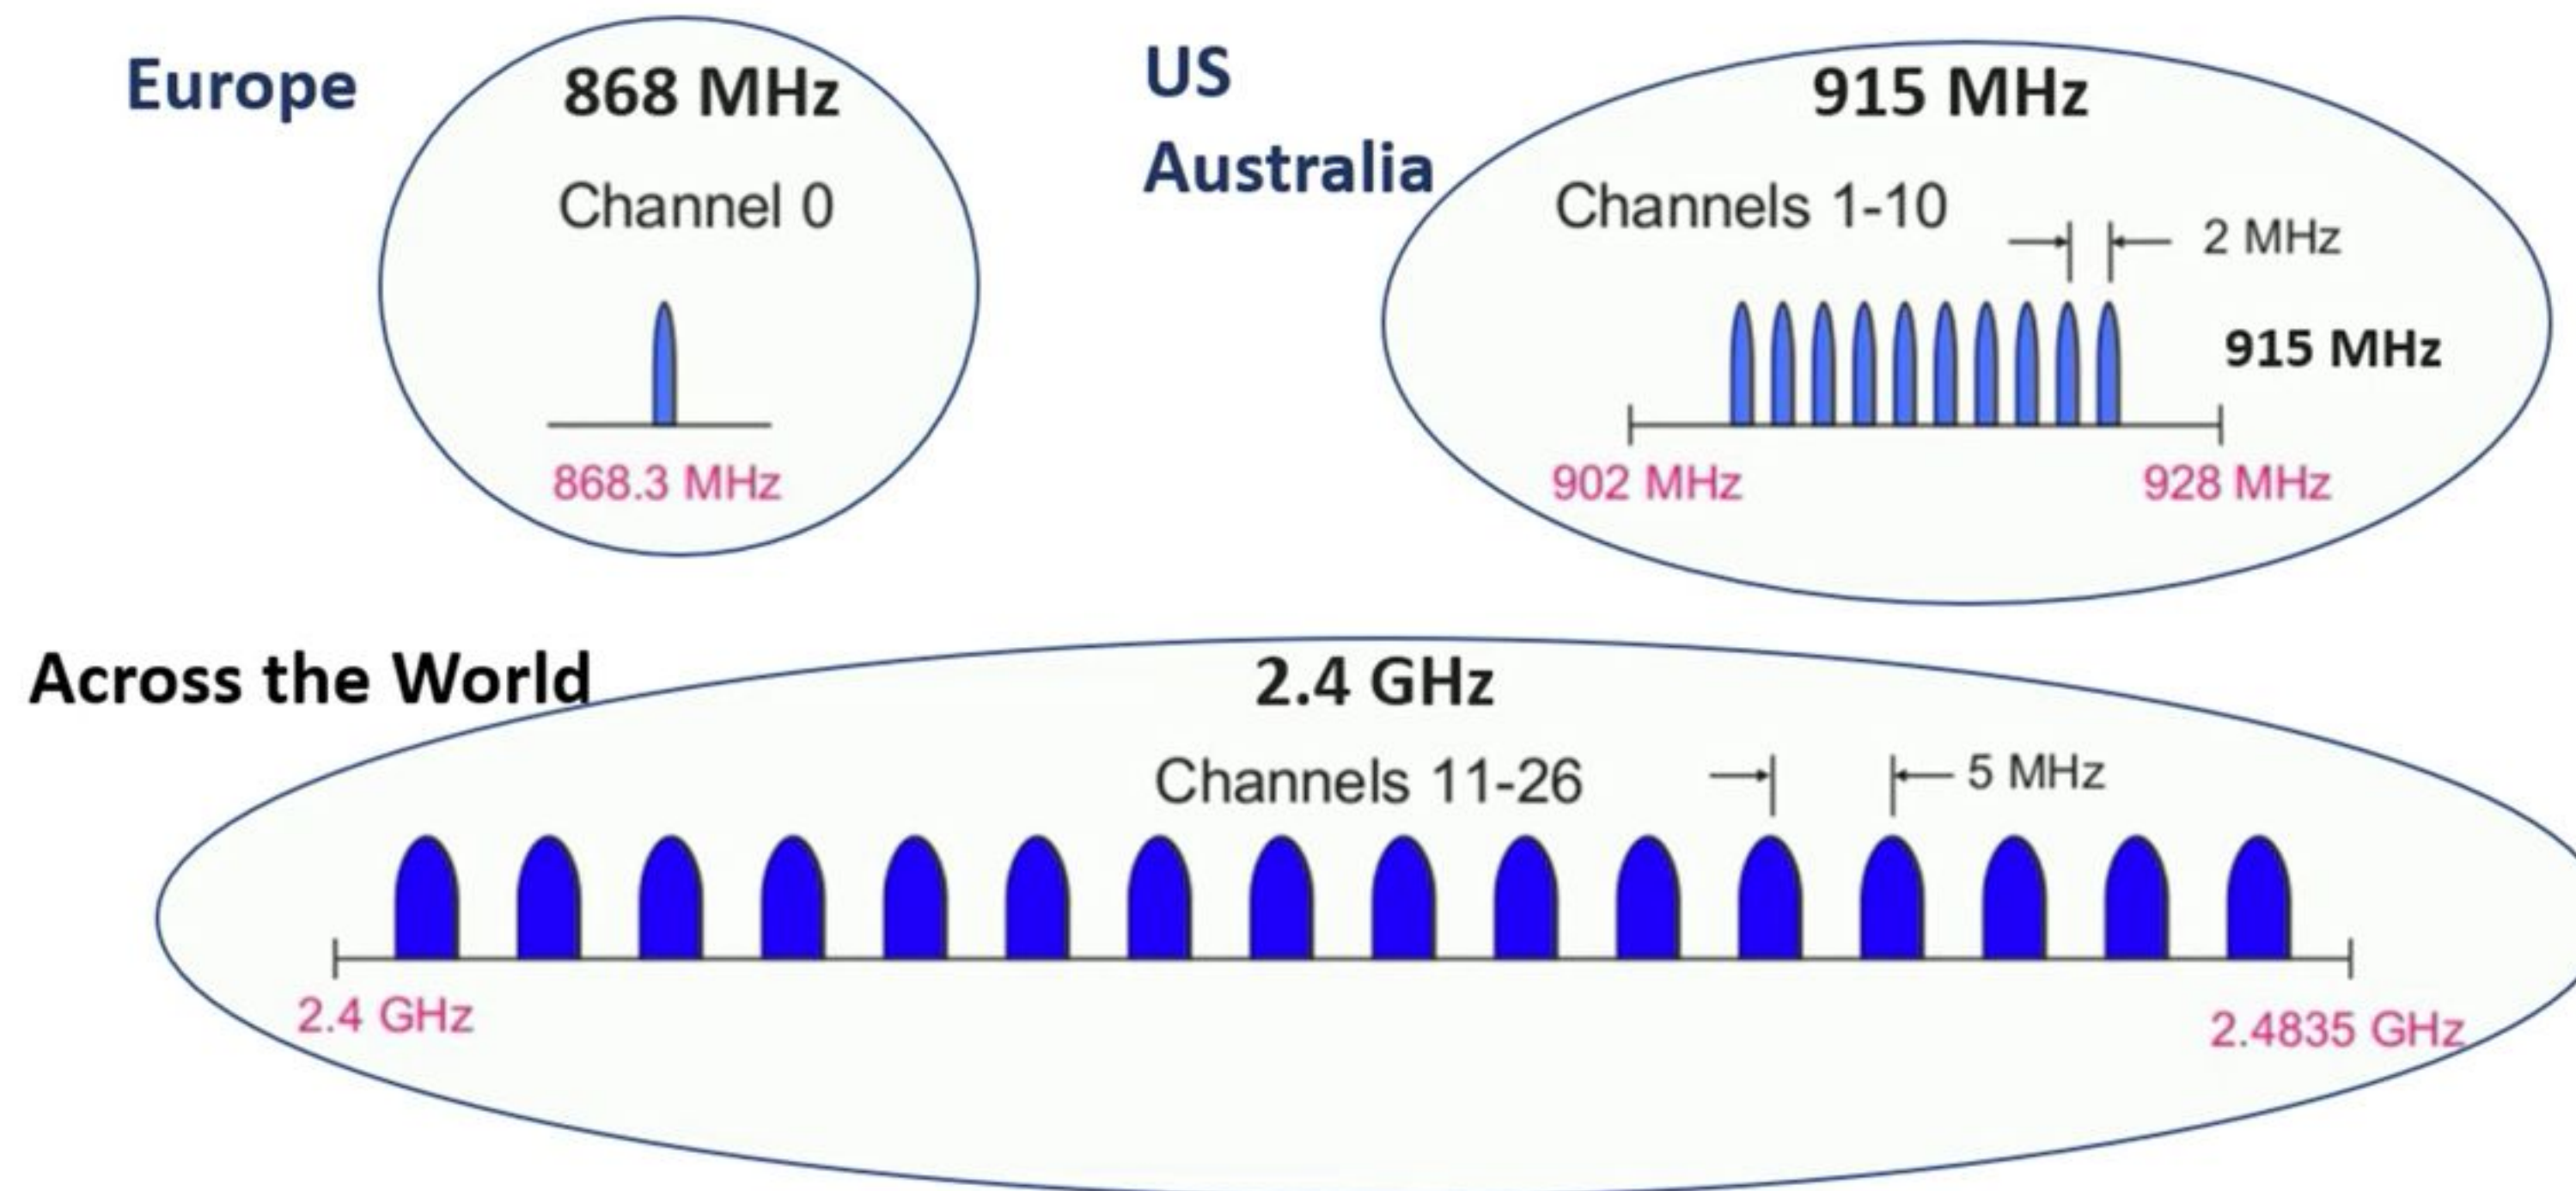 Europe
868 MHz
Channel 0
868.3 MHz
US
Australia
915 MHz
Channels 1-10
2 MHz
915 MHz
902 MHz
928 MHz
Across the World
2.4 GHz
Channels 11-26
5 MHz
2.4 GHz
2.4835 GHz